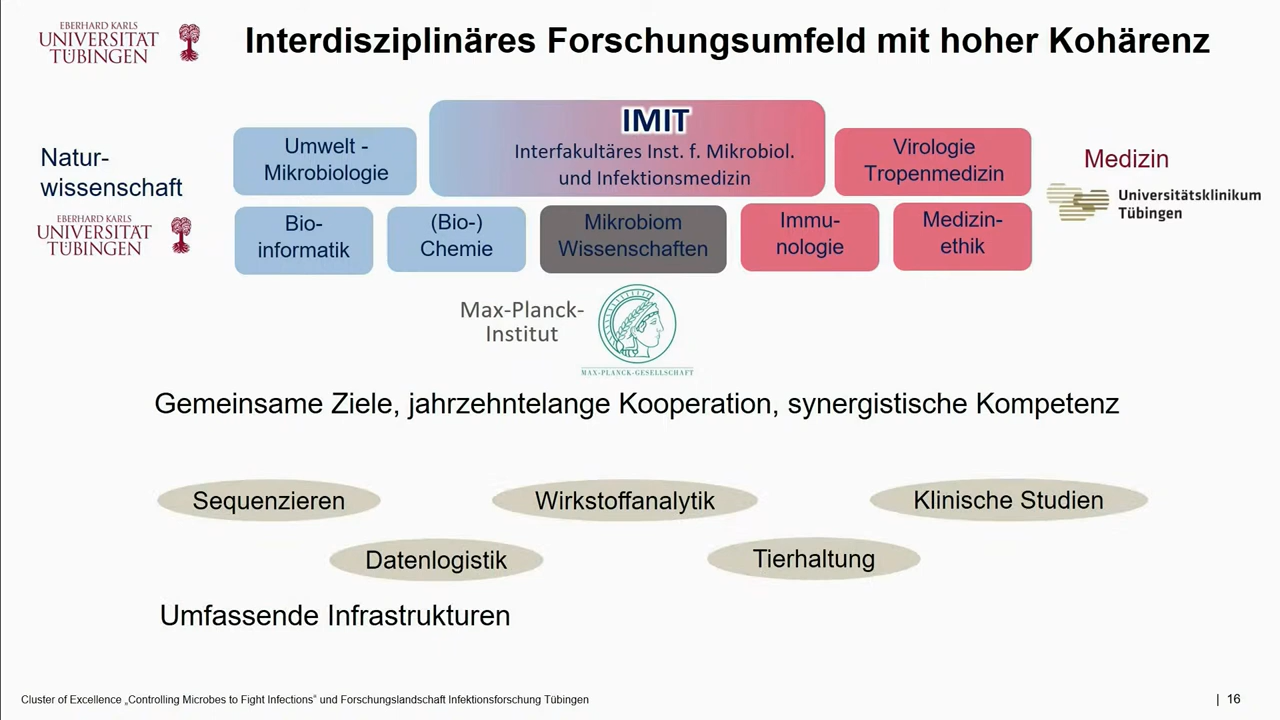 EBERHARD KARLS
UNIVERSITÄT
TÜBINGEN
Interdisziplinäres Forschungsumfeld mit hoher Kohärenz
Natur-
wissenschaft
EBERHARD KARLS
UNIVERSITÄT
TÜBINGEN
Umwelt -
Mikrobiologie
IMIT
Interfakultäres Inst. f. Mikrobiol.
und Infektionsmedizin
Virologie
Tropenmedizin
Medizin
Universitätsklinikum
Tübingen
Bio-
informatik
(Bio-)
Chemie
Mikrobiom
Wissenschaften
Immu-
nologie
Medizin-
ethik
Max-Planck-
Institut
MAX-PLANCK-GESELLSCHAFT
Gemeinsame Ziele, jahrzehntelange Kooperation, synergistische Kompetenz
Sequenzieren
Wirkstoffanalytik
Klinische Studien
Datenlogistik
Tierhaltung
Umfassende Infrastrukturen
Cluster of Excellence „Controlling Microbes to Fight Infections“ und Forschungslandschaft Infektionsforschung Tübingen
| 16